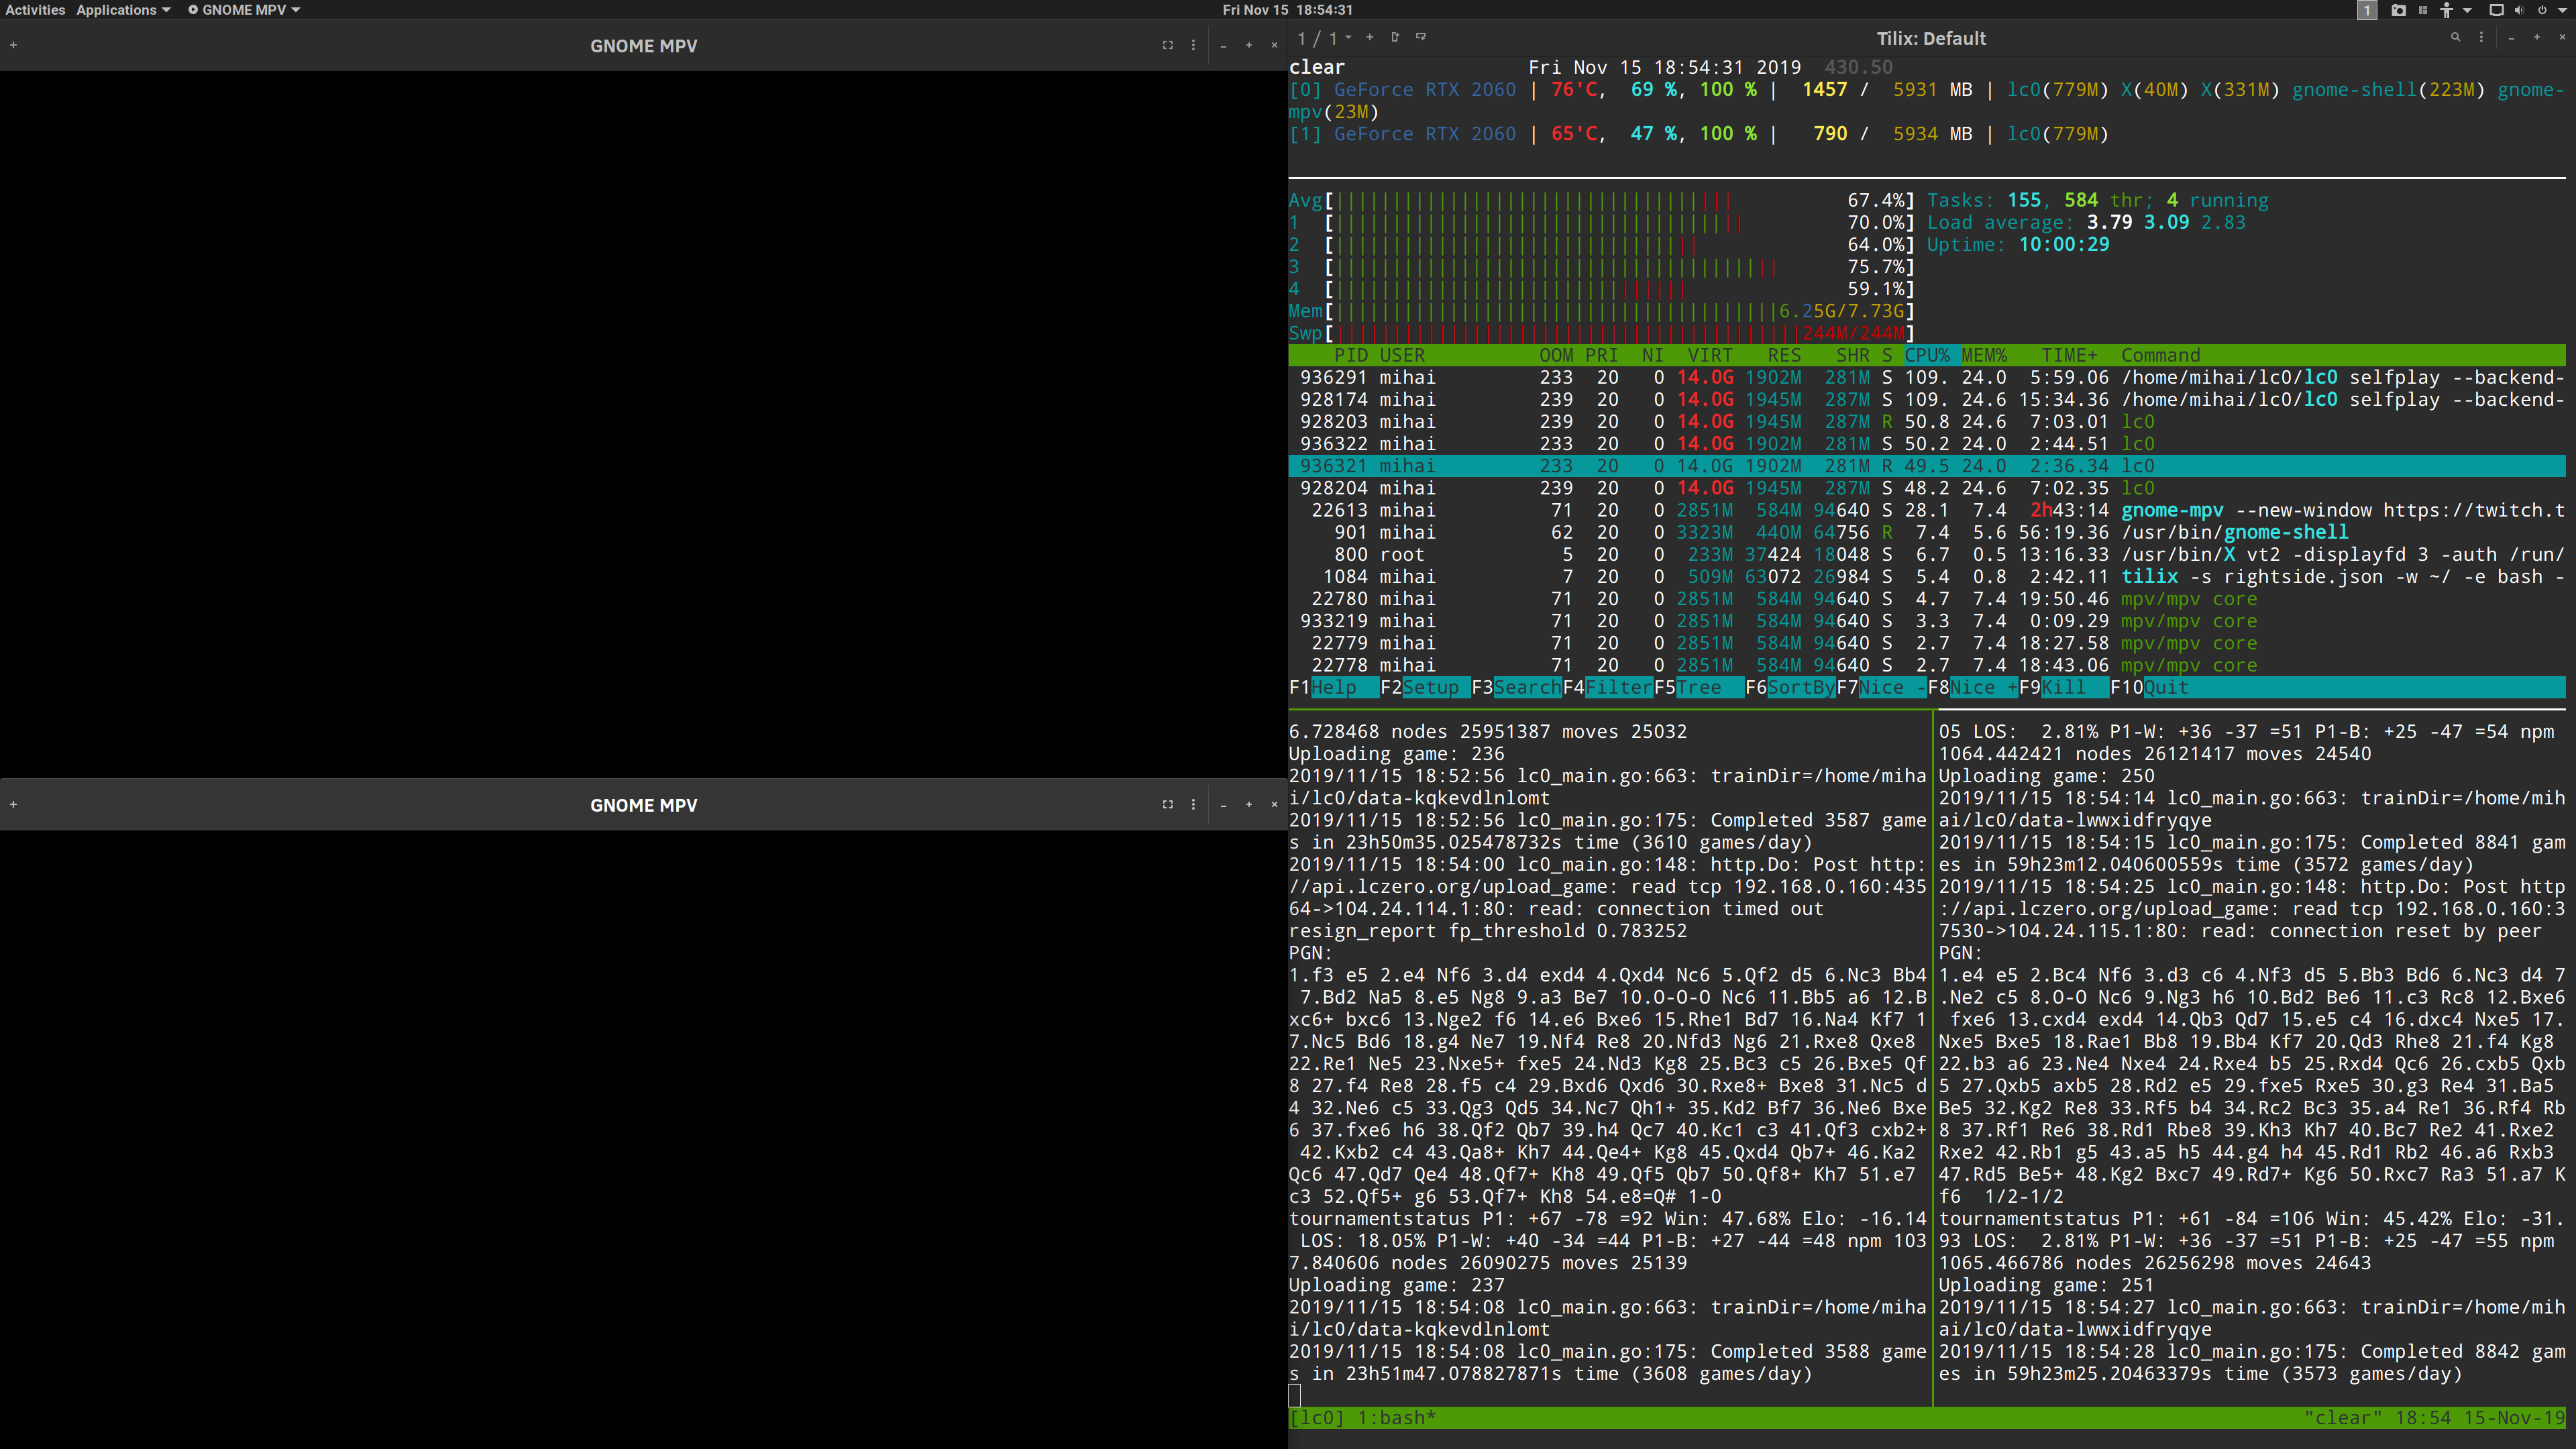 Activities Applications GNOME MPV Fri Nov 15 18:54:31 1
GNOME MPV
GNOME MPV
1 / 1 Tilix: Default
clear Fri Nov 15 18:54:31 2019 430.50
[0] GeForce RTX 2060 | 76'C, 69 %, 100 % | 1457 / 5931 MB | lc0(779M) X(40M) X(331M) gnome-shell(223M) gnome-
mpv(23M)
[1] GeForce RTX 2060 | 65'C, 47 %, 100 % | 790 / 5934 MB | lc0(779M)
Avg[ 67.4%] Tasks: 155, 584 thr; 4 running
1 [ 70.0%] Load average: 3.79 3.09 2.83
2 [ 64.0%] Uptime: 10:00:29
3 [ 75.7%]
4 [ 59.1%]
Mem[ 6.25G/7.73G]
Swp[ 244M/244M]
PID USER OOM PRI NI VIRT RES SHR S CPU% MEM% TIME+ Command
936291 mihai 233 20 0 14.0G 1902M 281M S 109. 24.0 5:59.06 /home/mihai/lc0/lc0 selfplay --backend-
928174 mihai 239 20 0 14.0G 1945M 287M S 109. 24.6 15:34.36 /home/mihai/lc0/lc0 selfplay --backend-
928203 mihai 239 20 0 14.0G 1945M 287M R 50.8 24.6 7:03.01 lc0
936322 mihai 233 20 0 14.0G 1902M 281M S 50.2 24.0 2:44.51 lc0
936321 mihai 233 20 0 14.0G 1902M 281M R 49.5 24.0 2:36.34 lc0
928204 mihai 239 20 0 14.0G 1945M 287M S 48.2 24.6 7:02.35 lc0
22613 mihai 71 20 0 2851M 584M 94640 S 28.1 7.4 2h43:14 gnome-mpv --new-window https://twitch.t
901 mihai 62 20 0 3323M 440M 64756 R 7.4 5.6 56:19.36 /usr/bin/gnome-shell
800 root 5 20 0 233M 37424 18048 S 6.7 0.5 13:16.33 /usr/bin/X vt2 -displayfd 3 -auth /run/
1084 mihai 7 20 0 509M 63072 26984 S 5.4 0.8 2:42.11 tilix -s rightside.json -w ~/ -e bash -
22780 mihai 71 20 0 2851M 584M 94640 S 4.7 7.4 19:50.46 mpv/mpv core
933219 mihai 71 20 0 2851M 584M 94640 S 3.3 7.4 0:09.29 mpv/mpv core
22779 mihai 71 20 0 2851M 584M 94640 S 2.7 7.4 18:27.58 mpv/mpv core
22778 mihai 71 20 0 2851M 584M 94640 S 2.7 7.4 18:43.06 mpv/mpv core
F1Help F2Setup F3SearchF4FilterF5Tree F6SortByF7Nice -F8Nice +F9Kill F10Quit
6.728468 nodes 25951387 moves 25032
Uploading game: 236
2019/11/15 18:52:56 lc0_main.go:663: trainDir=/home/miha
i/lc0/data-kqkevdlnlomt
2019/11/15 18:52:56 lc0_main.go:175: Completed 3587 game
s in 23h50m35.025478732s time (3610 games/day)
2019/11/15 18:54:00 lc0_main.go:148: http.Do: Post http:
//api.lczero.org/upload_game: read tcp 192.168.0.160:435
64->104.24.114.1:80: read: connection timed out
resign_report fp_threshold 0.783252
PGN:
1.f3 e5 2.e4 Nf6 3.d4 exd4 4.Qxd4 Nc6 5.Qf2 d5 6.Nc3 Bb4
7.Bd2 Na5 8.e5 Ng8 9.a3 Be7 10.O-O-O Nc6 11.Bb5 a6 12.B
xc6+ bxc6 13.Nge2 f6 14.e6 Bxe6 15.Rhe1 Bd7 16.Na4 Kf7 1
7.Nc5 Bd6 18.g4 Ne7 19.Nf4 Re8 20.Nfd3 Ng6 21.Rxe8 Qxe8
22.Re1 Ne5 23.Nxe5+ fxe5 24.Nd3 Kg8 25.Bc3 c5 26.Bxe5 Qf
8 27.f4 Re8 28.f5 c4 29.Bxd6 Qxd6 30.Rxe8+ Bxe8 31.Nc5 d
4 32.Ne6 c5 33.Qg3 Qd5 34.Nc7 Qh1+ 35.Kd2 Bf7 36.Ne6 Bxe
6 37.fxe6 h6 38.Qf2 Qb7 39.h4 Qc7 40.Kc1 c3 41.Qf3 cxb2+
42.Kxb2 c4 43.Qa8+ Kh7 44.Qe4+ Kg8 45.Qxd4 Qb7+ 46.Ka2
Qc6 47.Qd7 Qe4 48.Qf7+ Kh8 49.Qf5 Qb7 50.Qf8+ Kh7 51.e7
c3 52.Qf5+ g6 53.Qf7+ Kh8 54.e8=Q# 1-0
tournamentstatus P1: +67 -78 =92 Win: 47.68% Elo: -16.14
LOS: 18.05% P1-W: +40 -34 =44 P1-B: +27 -44 =48 npm 103
7.840606 nodes 26090275 moves 25139
Uploading game: 237
2019/11/15 18:54:08 lc0_main.go:663: trainDir=/home/miha
i/lc0/data-kqkevdlnlomt
2019/11/15 18:54:08 lc0_main.go:175: Completed 3588 game
s in 23h51m47.078827871s time (3608 games/day)
05 LOS: 2.81% P1-W: +36 -37 =51 P1-B: +25 -47 =54 npm
1064.442421 nodes 26121417 moves 24540
Uploading game: 250
2019/11/15 18:54:14 lc0_main.go:663: trainDir=/home/mih
ai/lc0/data-lwwxidfryqye
2019/11/15 18:54:15 lc0_main.go:175: Completed 8841 gam
es in 59h23m12.040600559s time (3572 games/day)
2019/11/15 18:54:25 lc0_main.go:148: http.Do: Post http
://api.lczero.org/upload_game: read tcp 192.168.0.160:3
7530->104.24.115.1:80: read: connection reset by peer
PGN:
1.e4 e5 2.Bc4 Nf6 3.d3 c6 4.Nf3 d5 5.Bb3 Bd6 6.Nc3 d4 7
.Ne2 c5 8.O-O Nc6 9.Ng3 h6 10.Bd2 Be6 11.c3 Rc8 12.Bxe6
fxe6 13.cxd4 exd4 14.Qb3 Qd7 15.e5 c4 16.dxc4 Nxe5 17.
Nxe5 Bxe5 18.Rae1 Bb8 19.Bb4 Kf7 20.Qd3 Rhe8 21.f4 Kg8
22.b3 a6 23.Ne4 Nxe4 24.Rxe4 b5 25.Rxd4 Qc6 26.cxb5 Qxb
5 27.Qxb5 axb5 28.Rd2 e5 29.fxe5 Rxe5 30.g3 Re4 31.Ba5
Be5 32.Kg2 Re8 33.Rf5 b4 34.Rc2 Bc3 35.a4 Re1 36.Rf4 Rb
8 37.Rf1 Re6 38.Rd1 Rbe8 39.Kh3 Kh7 40.Bc7 Re2 41.Rxe2
Rxe2 42.Rb1 g5 43.a5 h5 44.g4 h4 45.Rd1 Rb2 46.a6 Rxb3
47.Rd5 Be5+ 48.Kg2 Bxc7 49.Rd7+ Kg6 50.Rxc7 Ra3 51.a7 K
f6 1/2-1/2
tournamentstatus P1: +61 -84 =106 Win: 45.42% Elo: -31.
93 LOS: 2.81% P1-W: +36 -37 =51 P1-B: +25 -47 =55 npm
1065.466786 nodes 26256298 moves 24643
Uploading game: 251
2019/11/15 18:54:27 lc0_main.go:663: trainDir=/home/mih
ai/lc0/data-lwwxidfryqye
2019/11/15 18:54:28 lc0_main.go:175: Completed 8842 gam
es in 59h23m25.20463379s time (3573 games/day)
[lc0] 1:bash* "clear" 18:54 15-Nov-19